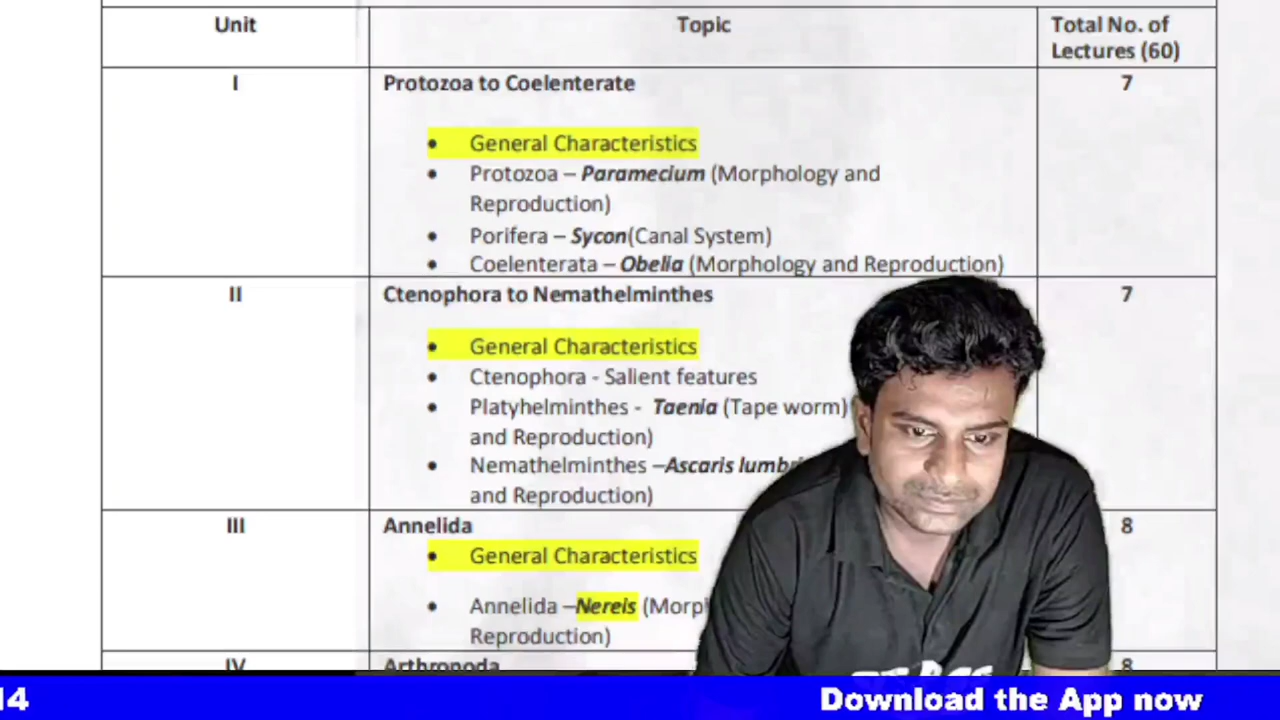 Unit Topic Total No. of
Lectures (60)
I Protozoa to Coelenterate 7
• General Characteristics
• Protozoa – Paramecium (Morphology and
Reproduction)
• Porifera – Sycon(Canal System)
• Coelenterata – Obelia (Morphology and Reproduction)
II Ctenophora to Nemathelminthes 7
• General Characteristics
• Ctenophora - Salient features
• Platyhelminthes - Taenia (Tape worm)
and Reproduction)
• Nemathelminthes –Ascaris
and Reproduction)
III Annelida 8
• General Characteristics
• Annelida –Nereis
Reproduction)
IV Arthropoda 8
14 Download the App now